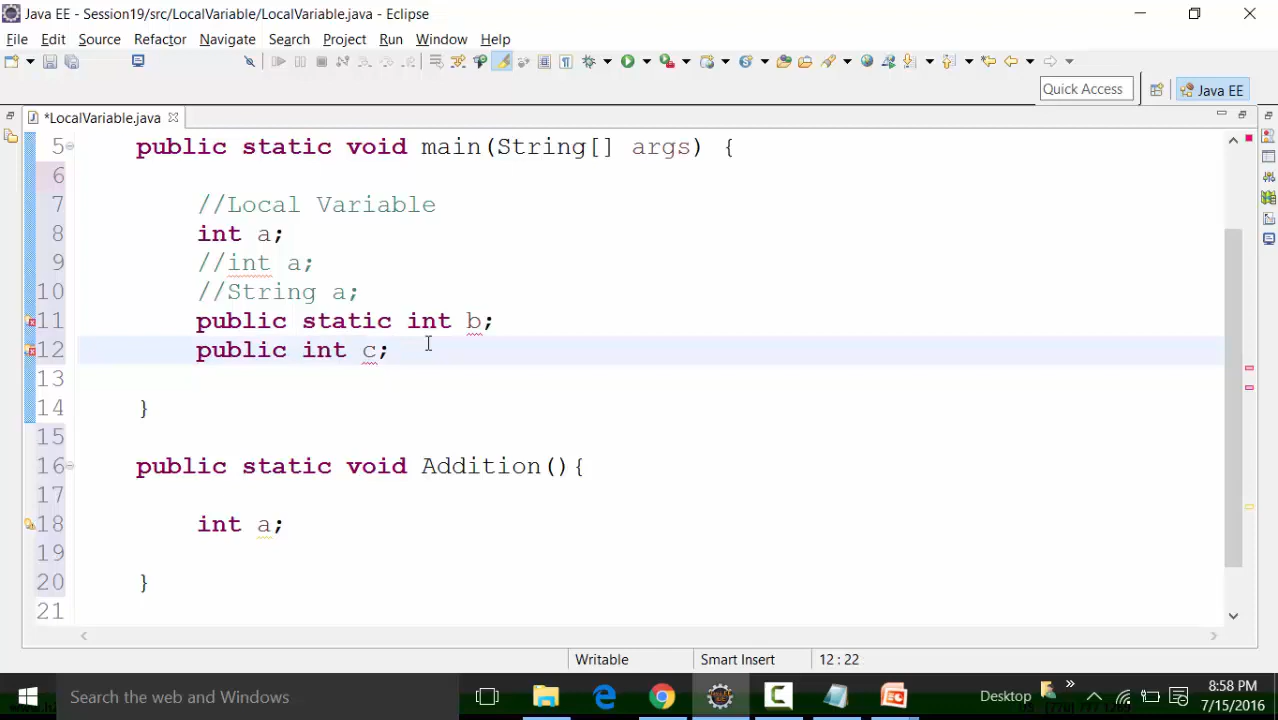 Java EE - Session19/src/LocalVariable/LocalVariable.java - Eclipse
File Edit Source Refactor Navigate Search Project Run Window Help
Quick Access Java EE
*LocalVariable.java
5 public static void main(String[] args) {
6
7 //Local Variable
8 int a;
9 //int a;
10 //String a;
11 public static int b;
12 public int c;
13
14 }
15
16 public static void Addition(){
17
18 int a;
19
20 }
21
Writable Smart Insert 12 : 22
Search the web and Windows
Desktop
8:58 PM
7/15/2016